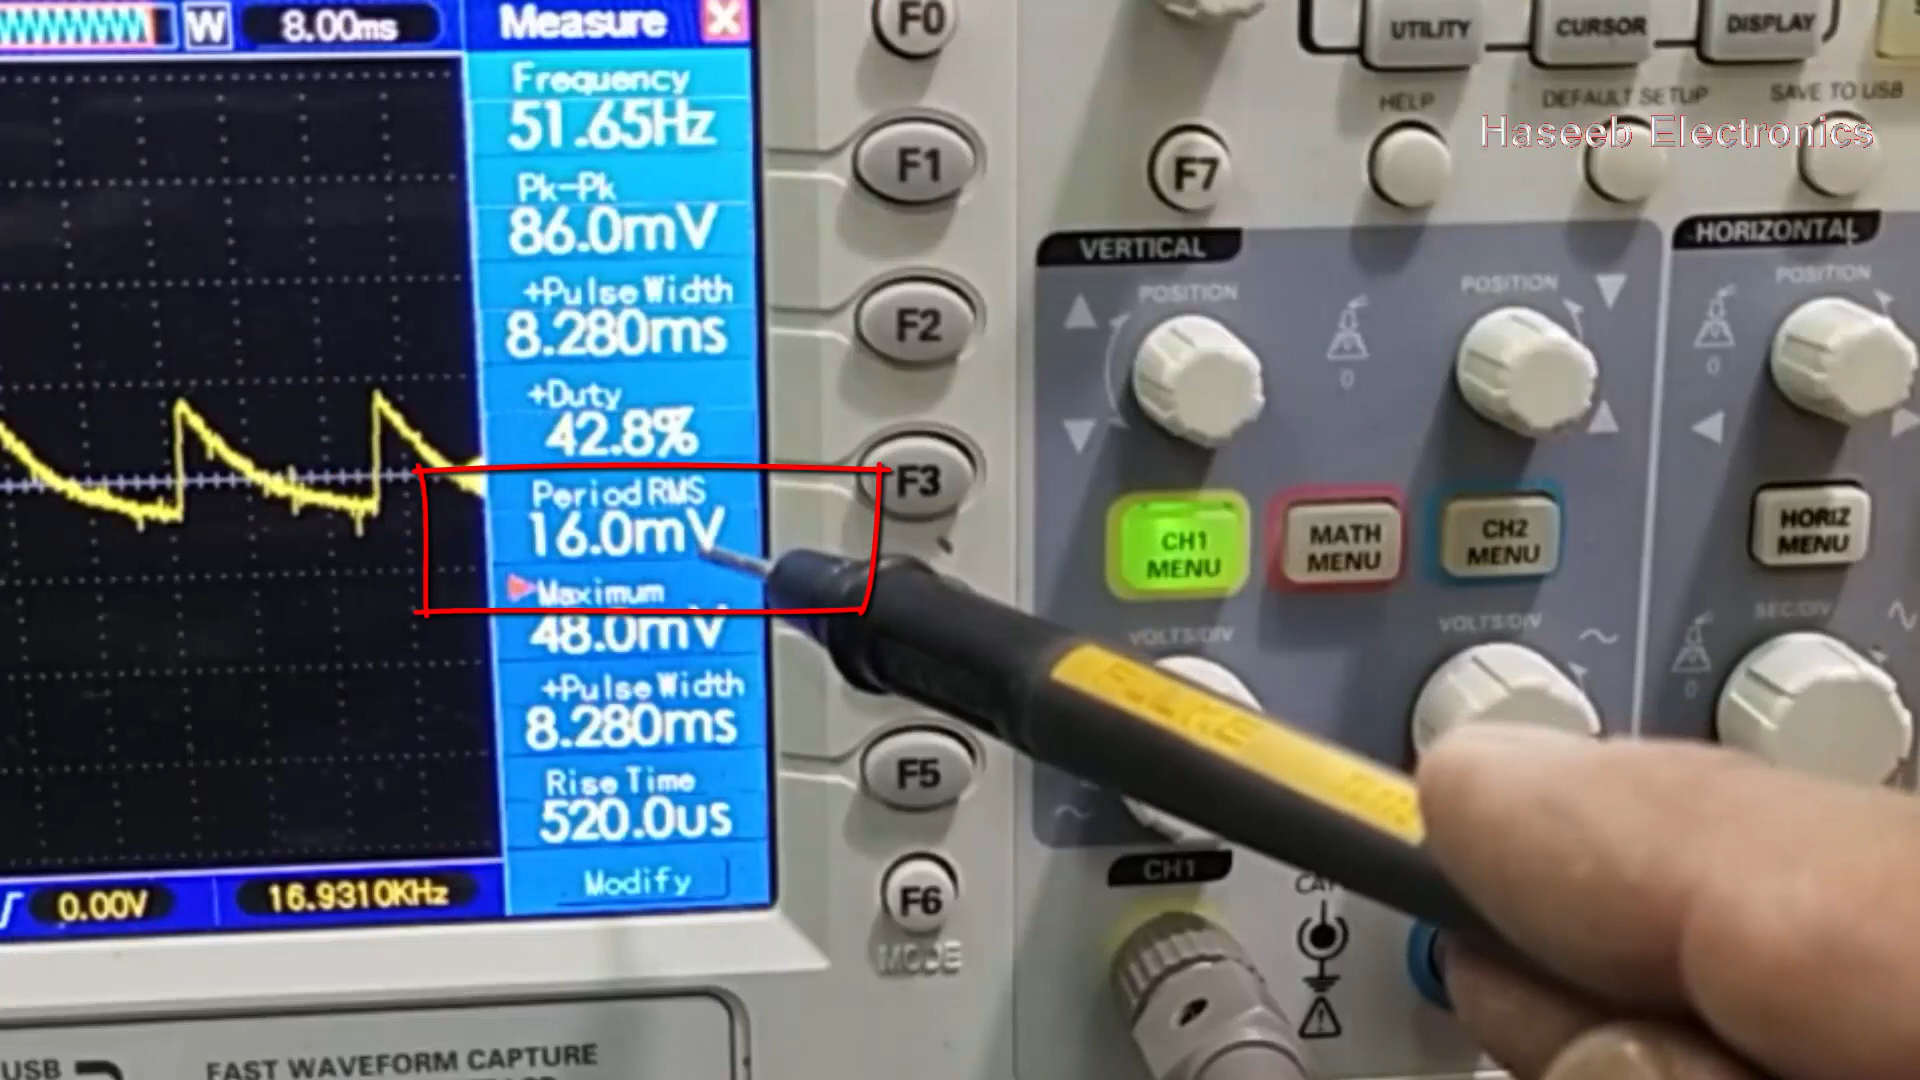 W 8.00ms
Measure
Frequency
51.65Hz
Pk-Pk
86.0mV
+Pulse Width
8.280ms
+Duty
42.8%
Period RMS
16.0mV
Maximum
48.0mV
+Pulse Width
8.280ms
Rise Time
520.0us
Modify
0.00V
16.9310KHz
F0
F1
F2
F3
F5
F6
MODE
F7
UTILITY
CURSOR
DISPLAY
HELP
DEFAULT SETUP
SAVE TO USB
Haseeb Electronics
VERTICAL
HORIZONTAL
POSITION
POSITION
POSITION
0
0
CH1
MENU
MATH
MENU
CH2
MENU
HORIZ
MENU
VOLTS/DIV
VOLTS/DIV
SEC/DIV
0
FLUKE
CH1
USB
FAST WAVEFORM CAPTURE